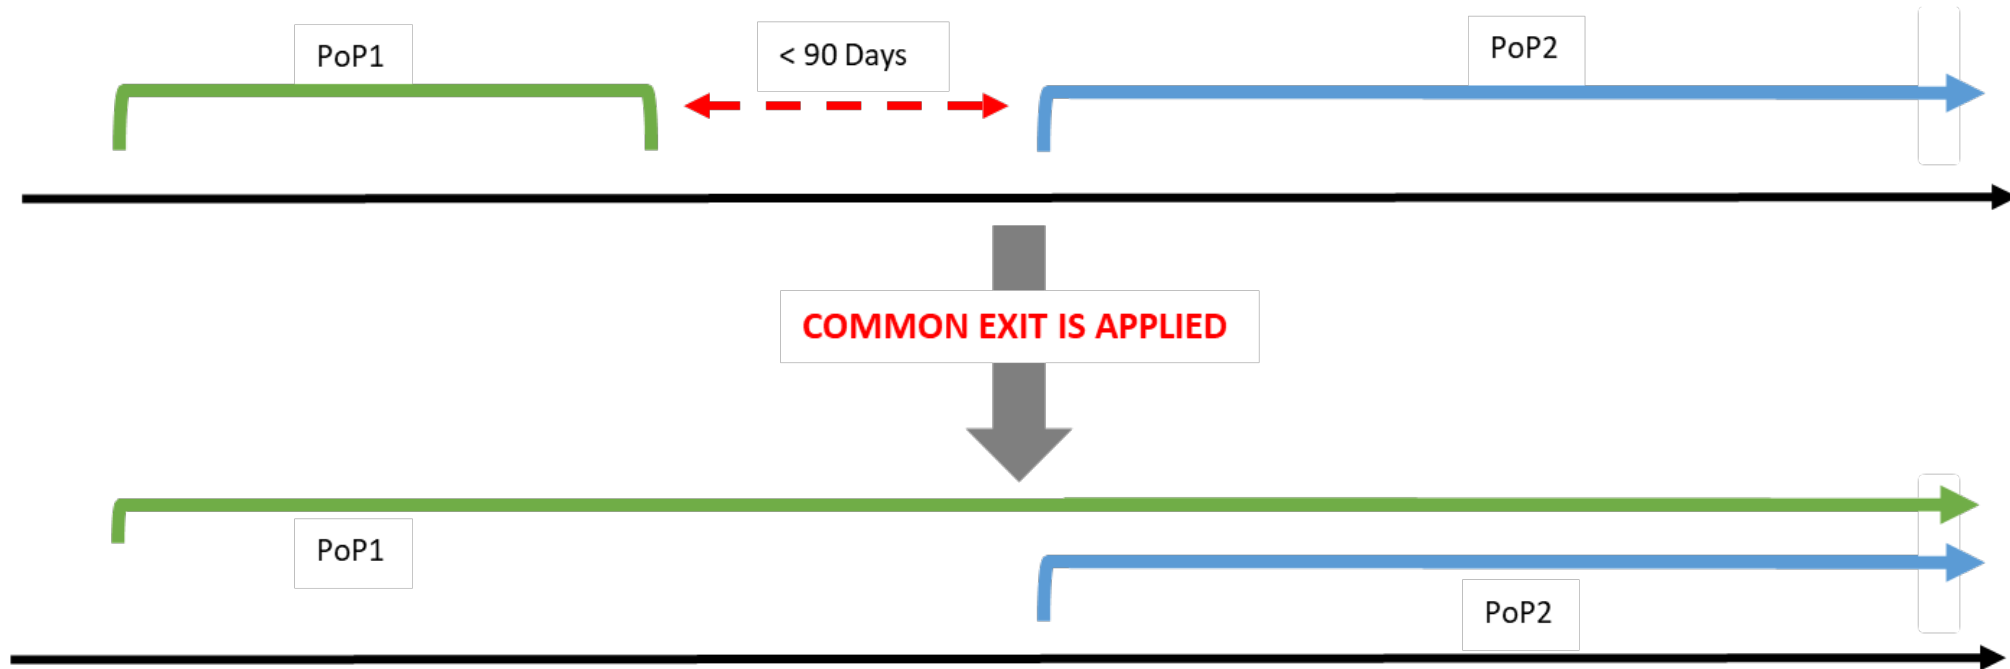 PoP1
< 90 Days
PoP2
COMMON EXIT IS APPLIED
PoP1
PoP2